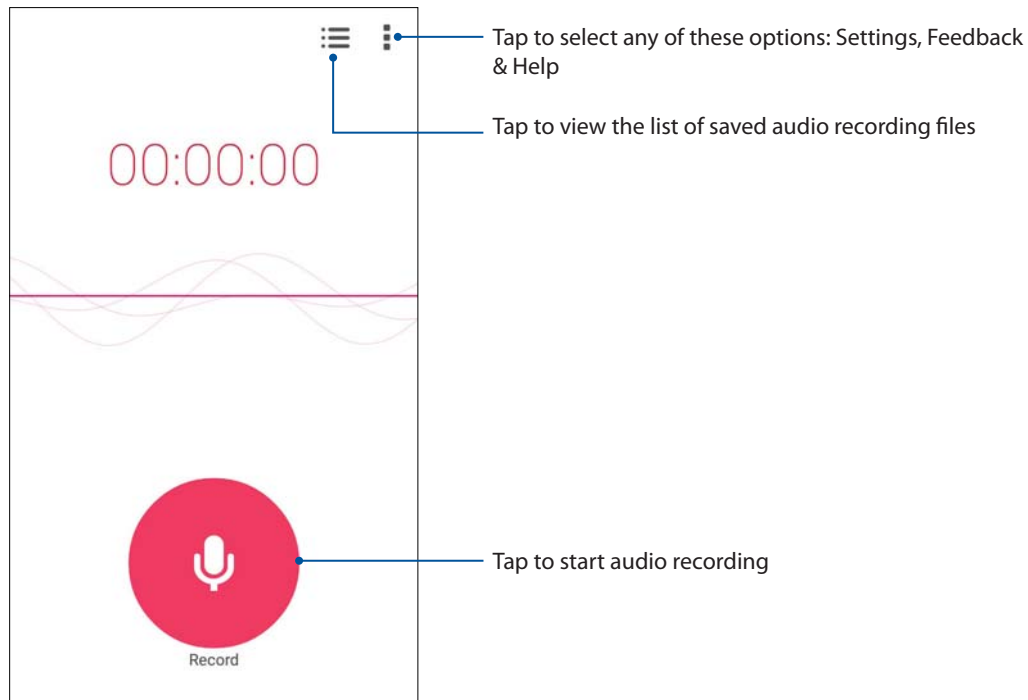 Tap to select any of these options: Settings, Feedback
& Help
Tap to view the list of saved audio recording files
00:00:00
Tap to start audio recording
Record